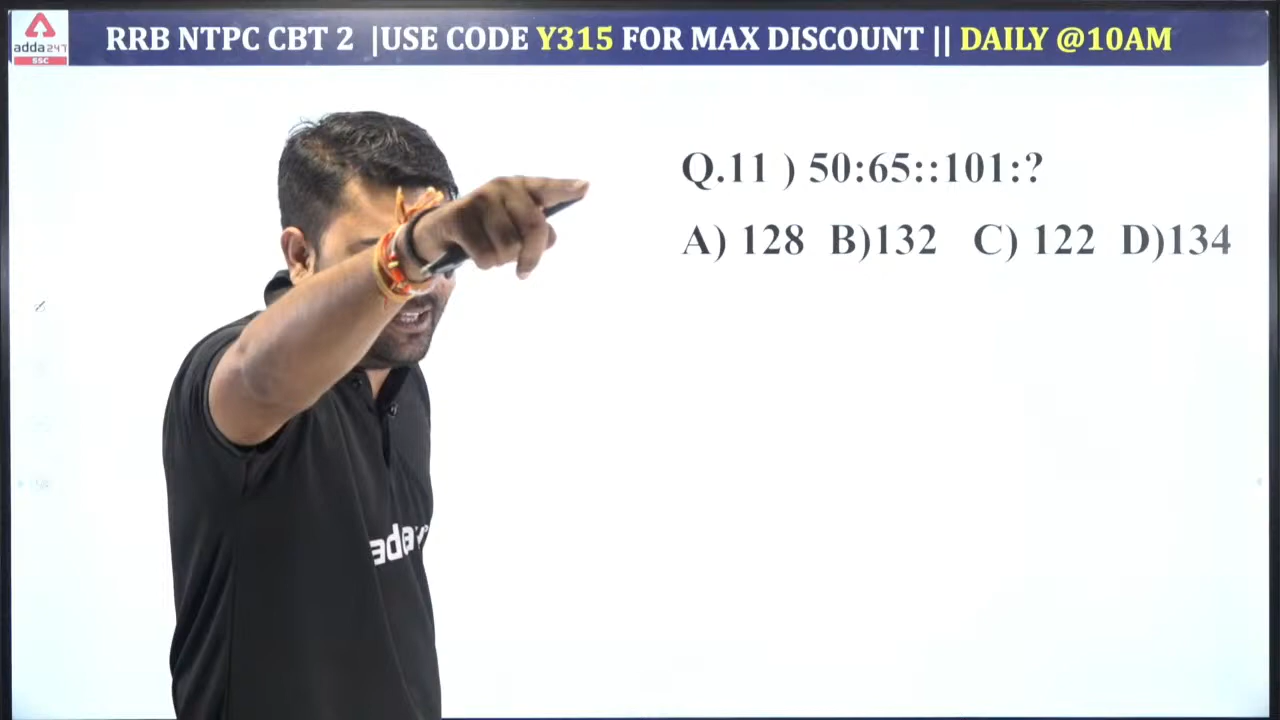 adda247
SSC
RRB NTPC CBT 2 |USE CODE Y315 FOR MAX DISCOUNT || DAILY @10AM
Q.11 ) 50:65::101:?
A) 128 B)132 C) 122 D)134
adda